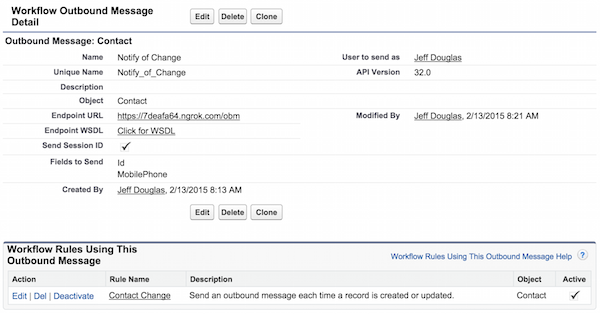 Workflow Outbound Message Detail
Edit Delete Clone
Outbound Message: Contact
Name Notify of Change User to send as Jeff Douglas
Unique Name Notify_of_Change API Version 32.0
Description
Object Contact
Endpoint URL https://7deafa64.ngrok.com/obm Modified By Jeff Douglas, 2/13/2015 8:21 AM
Endpoint WSDL Click for WSDL
Send Session ID ✓
Fields to Send Id
MobilePhone
Created By Jeff Douglas, 2/13/2015 8:13 AM
Edit Delete Clone
Workflow Rules Using This Outbound Message
Workflow Rules Using This Outbound Message Help ?
Action Rule Name Description Object Active
Edit | Del | Deactivate Contact Change Send an outbound message each time a record is created or updated. Contact ✓